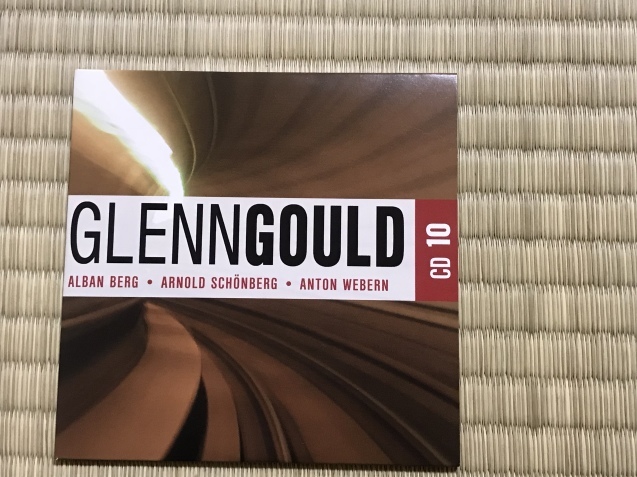 GLENNGOULD
ALBAN BERG • ARNOLD SCHÖNBERG • ANTON WEBERN
CD 10